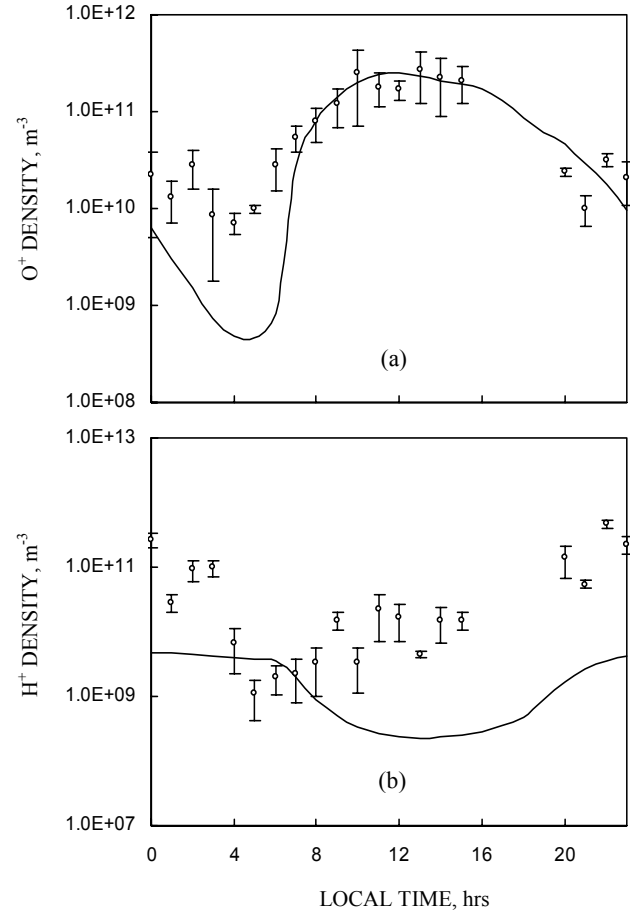 1.0E+12
1.0E+11
1.0E+10
1.0E+09
1.0E+08
O⁺ DENSITY, m⁻³
(a)
1.0E+13
1.0E+11
1.0E+09
1.0E+07
H⁺ DENSITY, m⁻³
(b)
0 4 8 12 16 20
LOCAL TIME, hrs